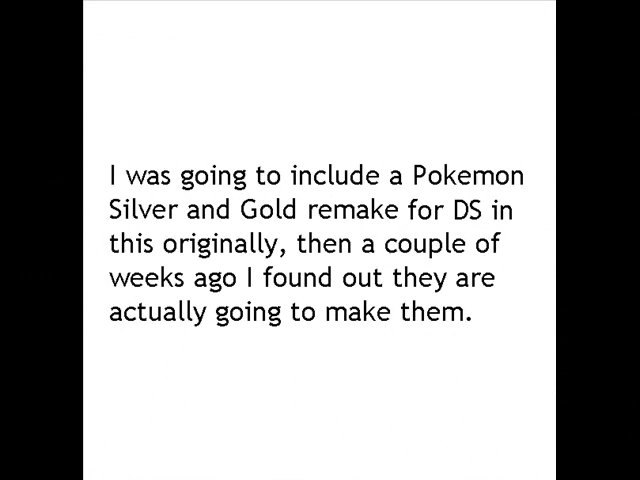 I was going to include a Pokemon
Silver and Gold remake for DS in
this originally, then a couple of
weeks ago I found out they are
actually going to make them.